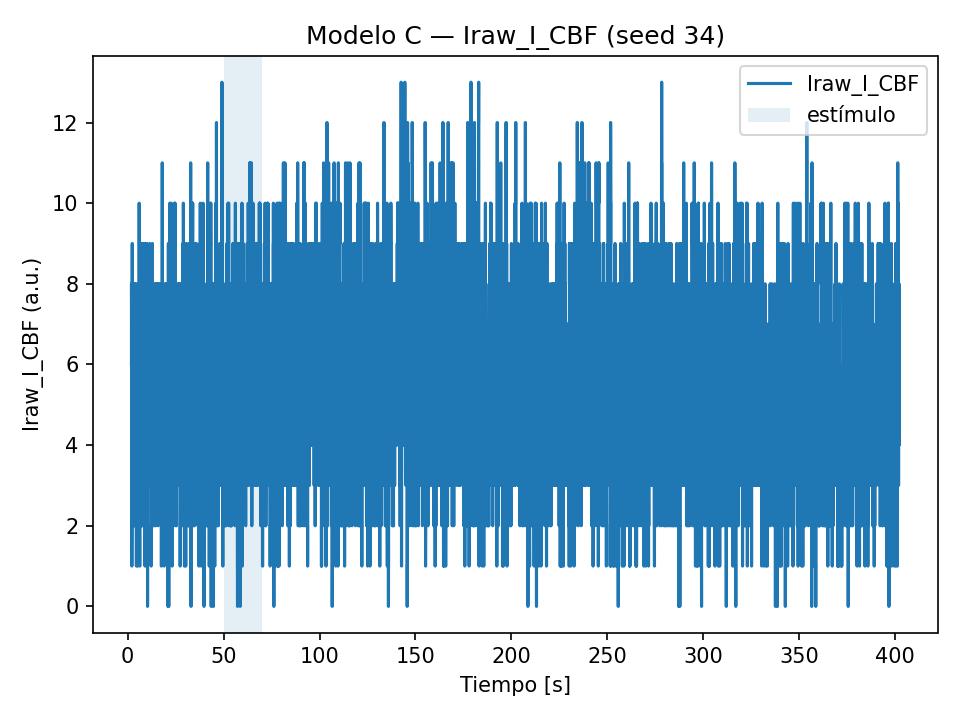 Modelo C — Iraw_I_CBF (seed 34)
Iraw_I_CBF
estímulo
Iraw_I_CBF (a.u.)
12
10
8
6
4
2
0
0 50 100 150 200 250 300 350 400
Tiempo [s]